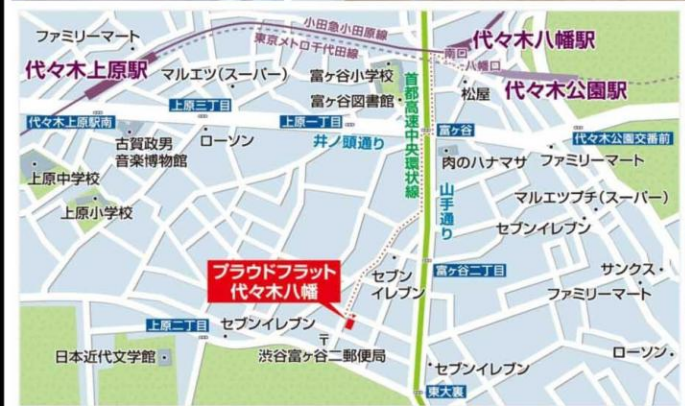 小田急小田原線
ファミリーマート
東京メトロ千代田線
南口
代々木八幡駅
八幡口
代々木上原駅
マルエツ(スーパー)
富ヶ谷小学校
代々木公園駅
松屋
富ヶ谷図書館
首都高速中央環状線
上原三丁目
上原一丁目
代々木上原駅南
富ヶ谷
代々木公園交番前
古賀政男
音楽博物館
ローソン
井ノ頭通り
肉のハナマサ
ファミリーマート
上原中学校
山手通り
マルエツプチ(スーパー)
上原小学校
セブンイレブン
プラウドフラット
代々木八幡
セブン
イレブン
富ヶ谷二丁目
サンクス
ファミリーマート
上原二丁目
セブンイレブン
〒
渋谷富ヶ谷二郵便局
日本近代文学館
ローソン
セブンイレブン
東大裏